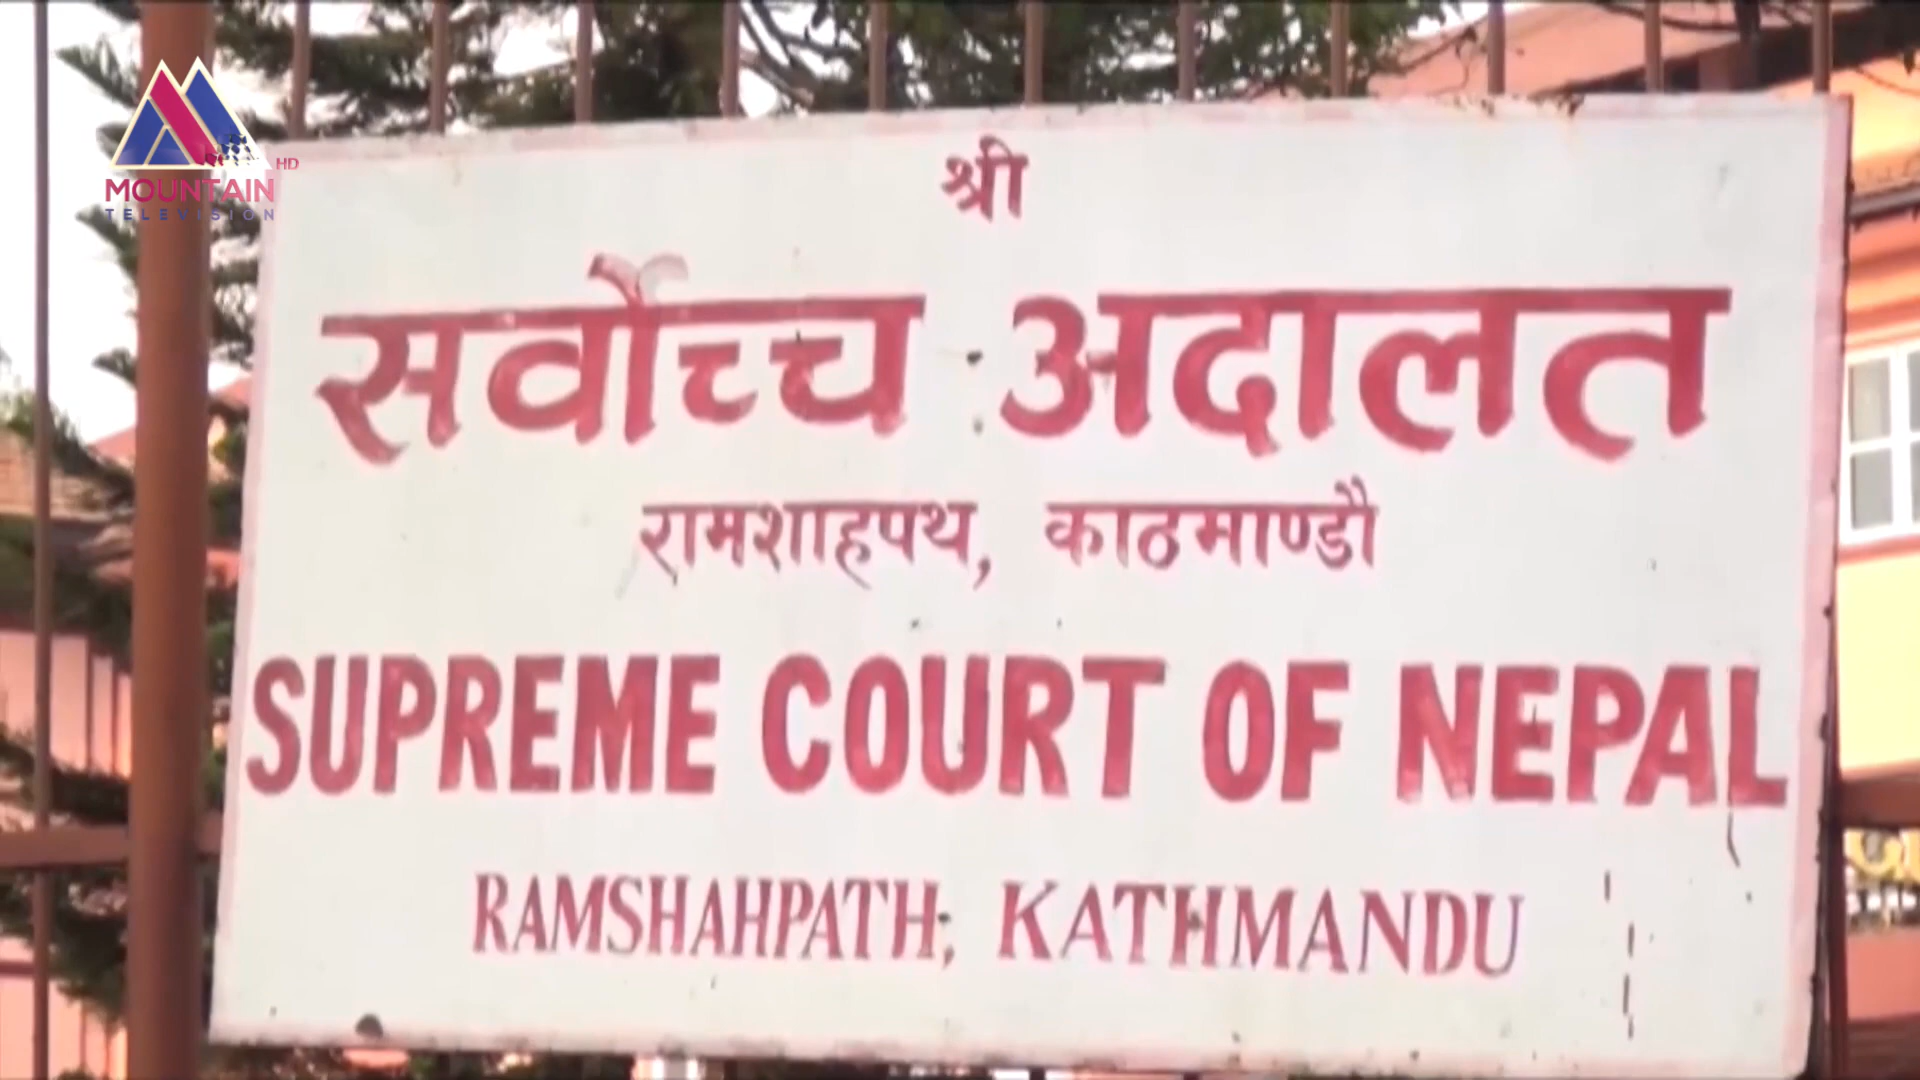 MOUNTAIN HD
TELEVISION
श्री
सर्वोच्च अदालत
रामशाहपथ, काठमाण्डौ
SUPREME COURT OF NEPAL
RAMSHAHPATH, KATHMANDU